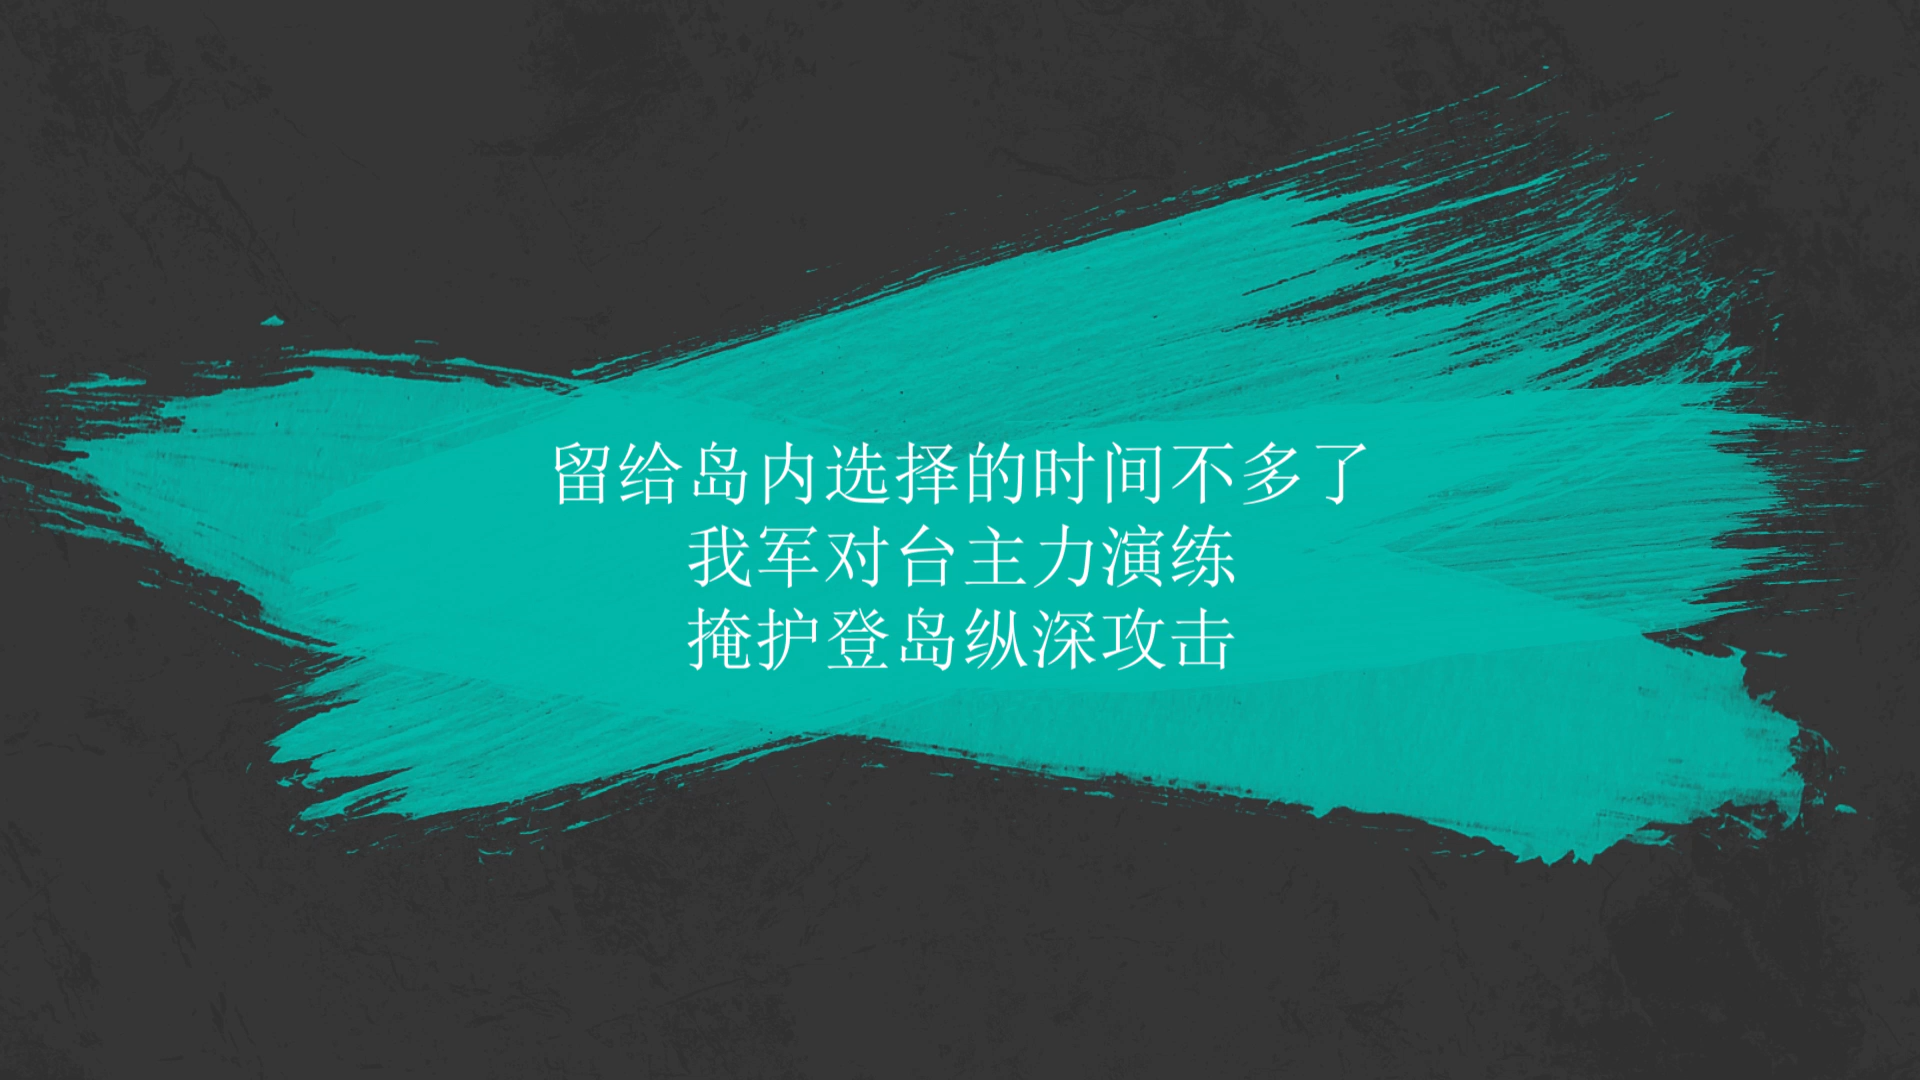 留给岛内选择的时间不多了
我军对台主力演练
掩护登岛纵深攻击